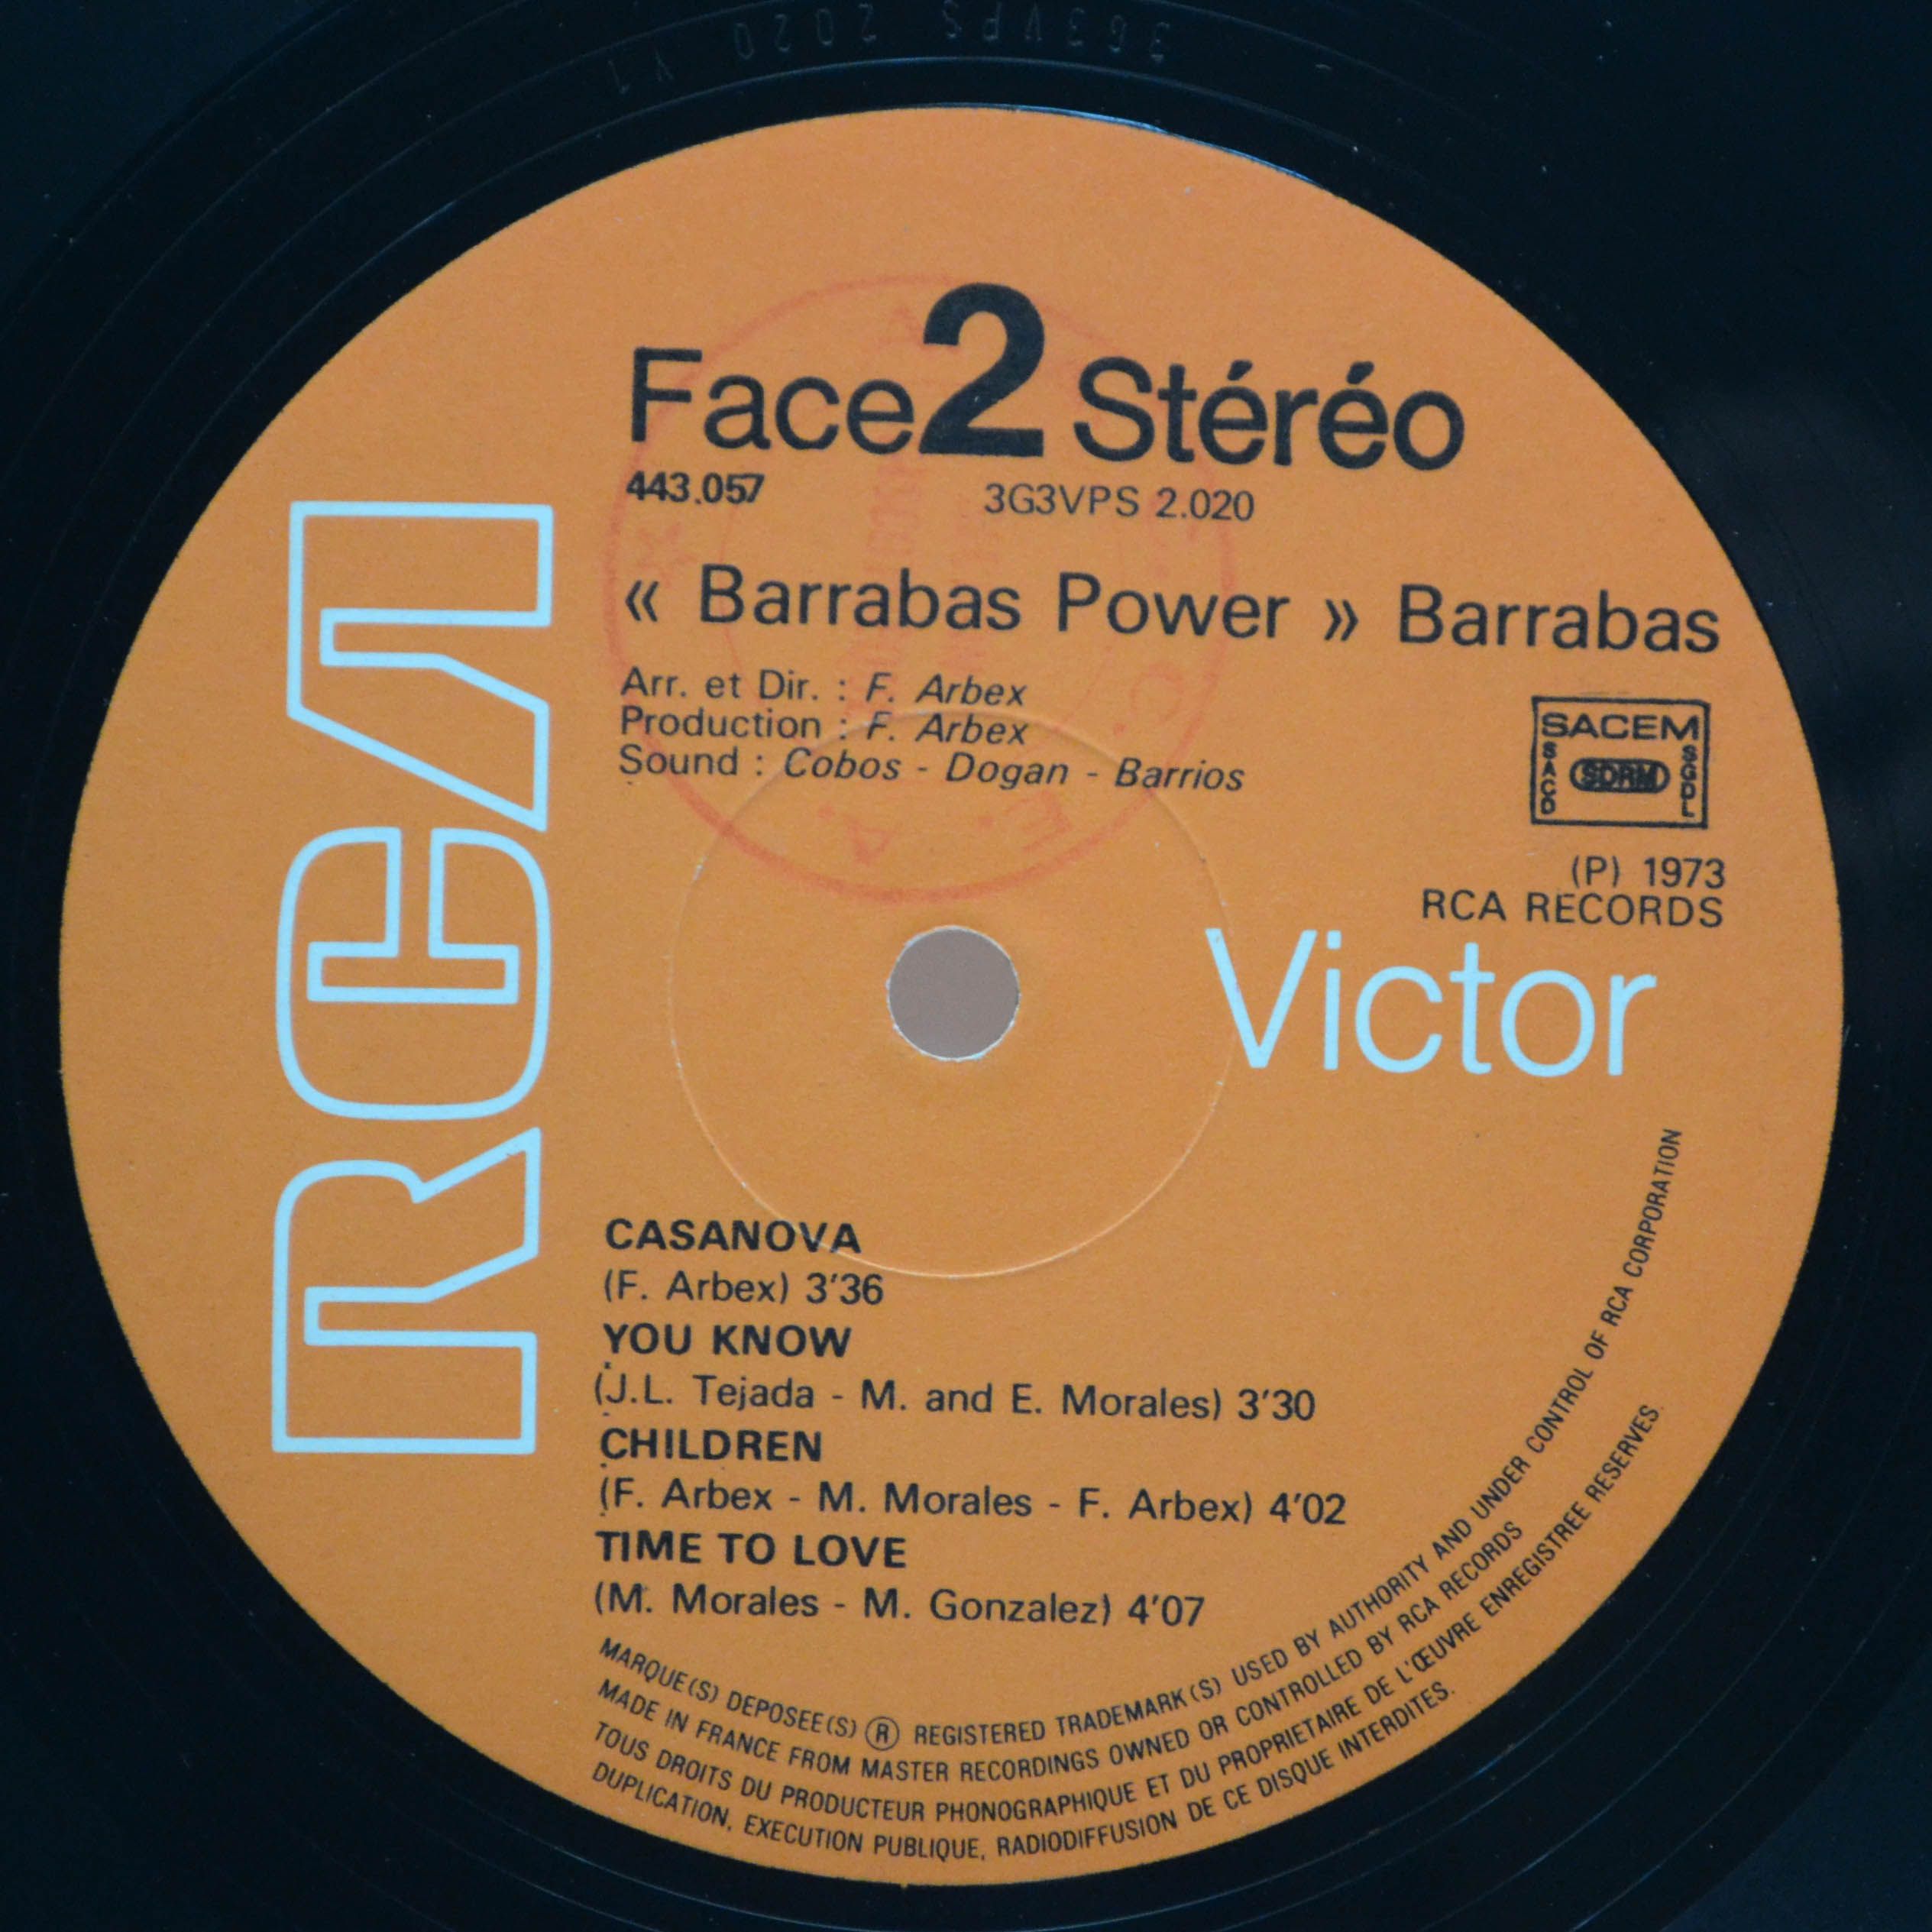 3G3VPS 2020 Y1
Face 2 Stéréo
443.057 3G3VPS 2.020
« Barrabas Power » Barrabas
Arr. et Dir. : F. Arbex
Production : F. Arbex
Sound : Cobos - Dogan - Barrios
SACEM
SACD SDRM SGDL
(P) 1973
RCA RECORDS
RCA
Victor
CASANOVA
(F. Arbex) 3'36
YOU KNOW
(J.L. Tejada - M. and E. Morales) 3'30
CHILDREN
(F. Arbex - M. Morales - F. Arbex) 4'02
TIME TO LOVE
(M. Morales - M. Gonzalez) 4'07
MARQUE(S) DEPOSEE(S) ® REGISTERED TRADEMARK(S) USED BY AUTHORITY AND UNDER CONTROL OF RCA CORPORATION
MADE IN FRANCE FROM MASTER RECORDINGS OWNED OR CONTROLLED BY RCA RECORDS
TOUS DROITS DU PRODUCTEUR PHONOGRAPHIQUE ET DU PROPRIETAIRE DE L'ŒUVRE ENREGISTREE RESERVES.
DUPLICATION, EXECUTION PUBLIQUE, RADIODIFFUSION DE CE DISQUE INTERDITES.